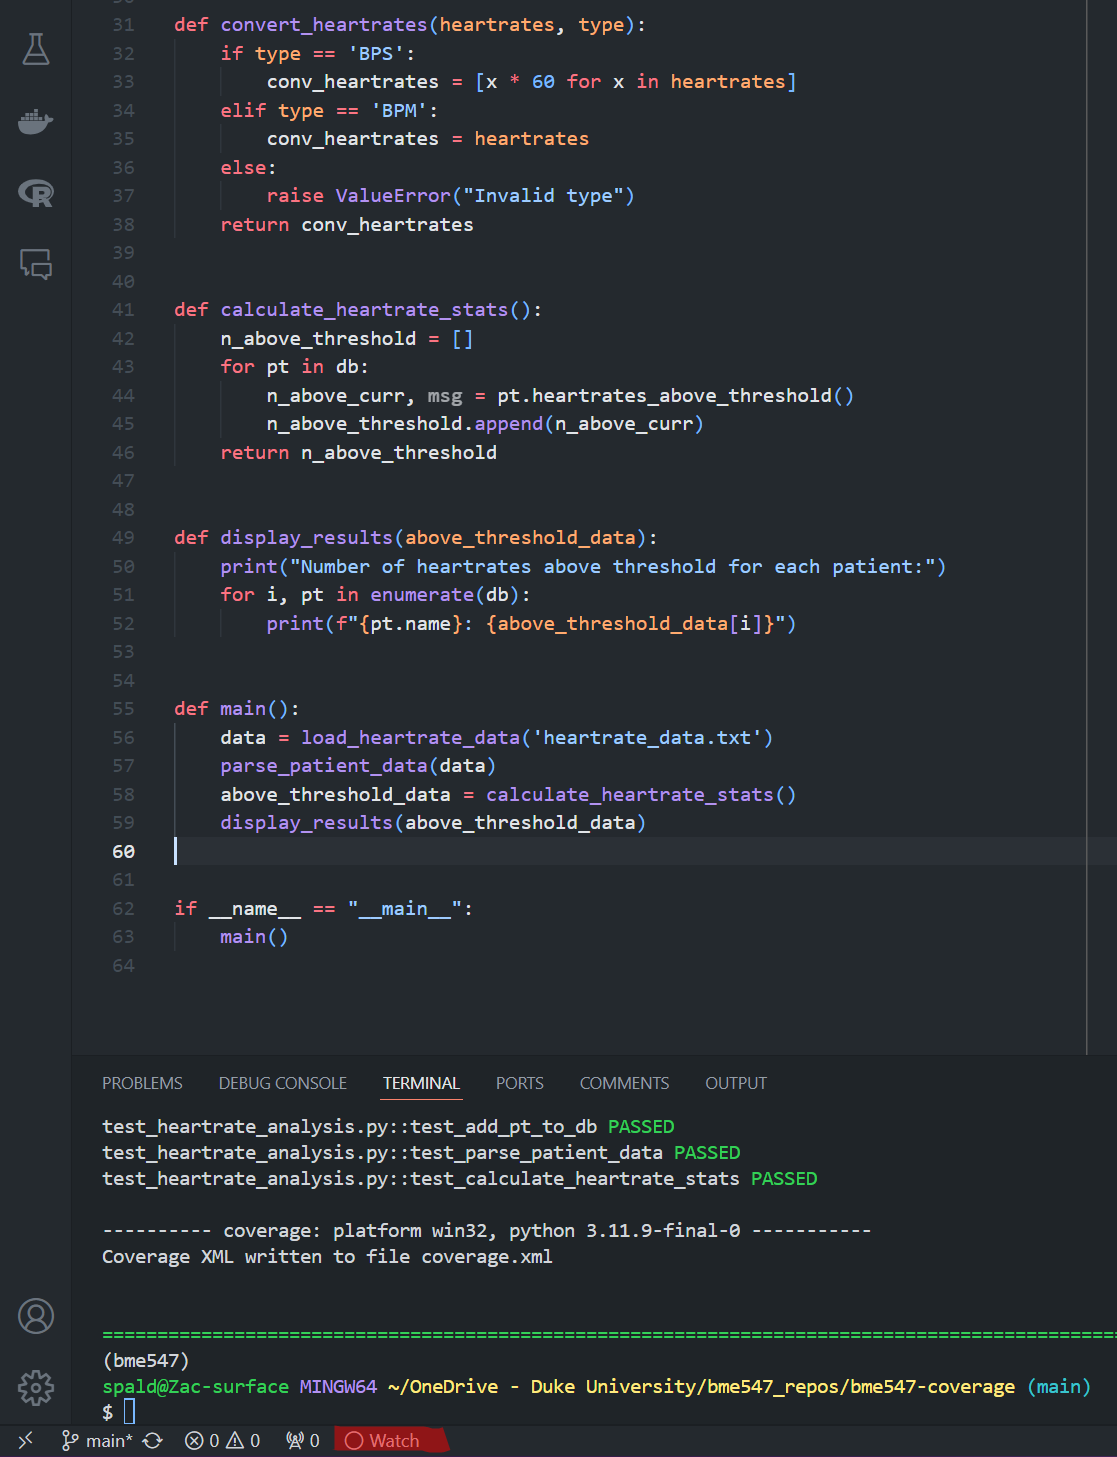 31 def convert_heartrates(heartrates, type):
32     if type == 'BPS':
33         conv_heartrates = [x * 60 for x in heartrates]
34     elif type == 'BPM':
35         conv_heartrates = heartrates
36     else:
37         raise ValueError("Invalid type")
38     return conv_heartrates
39
40
41 def calculate_heartrate_stats():
42     n_above_threshold = []
43     for pt in db:
44         n_above_curr, msg = pt.heartrates_above_threshold()
45         n_above_threshold.append(n_above_curr)
46     return n_above_threshold
47
48
49 def display_results(above_threshold_data):
50     print("Number of heartrates above threshold for each patient:")
51     for i, pt in enumerate(db):
52         print(f"{pt.name}: {above_threshold_data[i]}")
53
54
55 def main():
56     data = load_heartrate_data('heartrate_data.txt')
57     parse_patient_data(data)
58     above_threshold_data = calculate_heartrate_stats()
59     display_results(above_threshold_data)
60
61
62 if __name__ == "__main__":
63     main()
64
PROBLEMS DEBUG CONSOLE TERMINAL PORTS COMMENTS OUTPUT
test_heartrate_analysis.py::test_add_pt_to_db PASSED
test_heartrate_analysis.py::test_parse_patient_data PASSED
test_heartrate_analysis.py::test_calculate_heartrate_stats PASSED
---------- coverage: platform win32, python 3.11.9-final-0 -----------
Coverage XML written to file coverage.xml
(bme547)
spald@Zac-surface MINGW64 ~/OneDrive - Duke University/bme547_repos/bme547-coverage (main)
$
main* 0 0 0 Watch